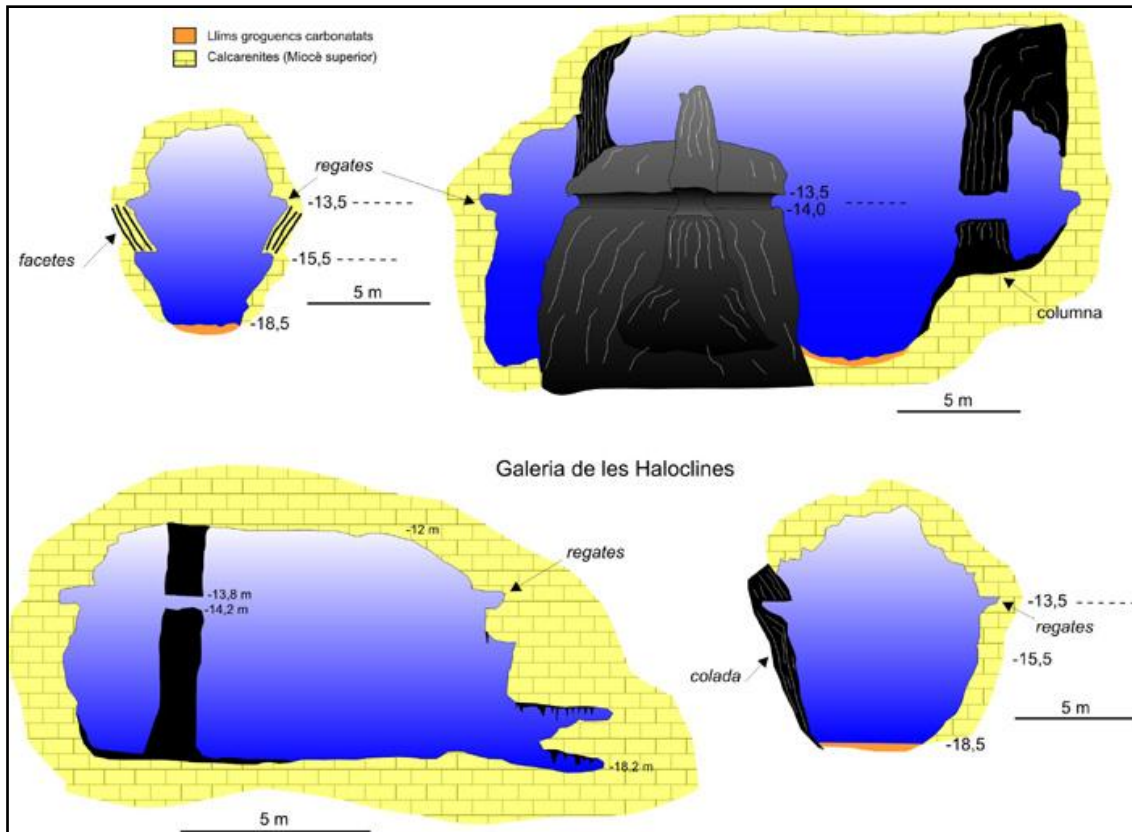 Llims groguencs carbonatats
Calcarenites (Miocè superior)
regates
-13,5
facetes
-15,5
5 m
-18,5
-13,5
-14,0
columna
5 m
Galeria de les Haloclines
-12 m
regates
-13,8 m
-14,2 m
-18,2 m
5 m
-13,5
regates
-15,5
colada
5 m
-18,5